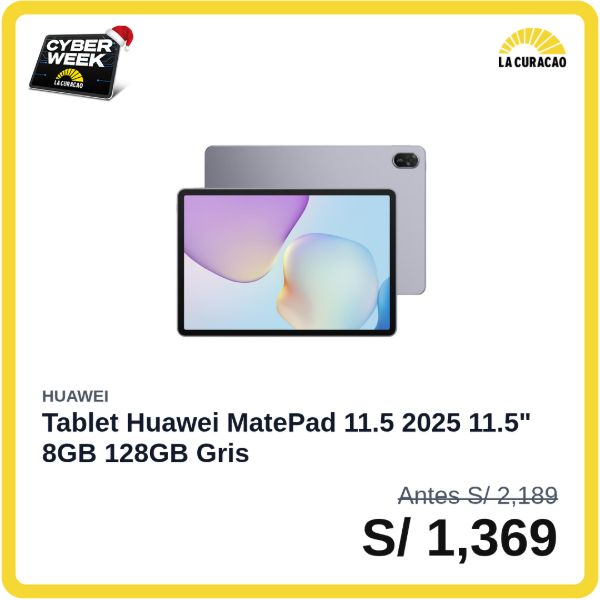 CYBER
WEEK
LA CURACAO
LA CURACAO
HUAWEI
Tablet Huawei MatePad 11.5 2025 11.5"
8GB 128GB Gris
Antes S/ 2,189
S/ 1,369